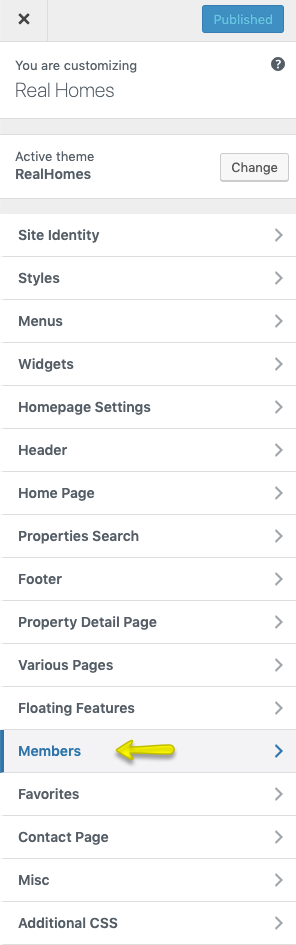 Published
You are customizing
Real Homes
Active theme
RealHomes
Change
Site Identity
Styles
Menus
Widgets
Homepage Settings
Header
Home Page
Properties Search
Footer
Property Detail Page
Various Pages
Floating Features
Members
Favorites
Contact Page
Misc
Additional CSS